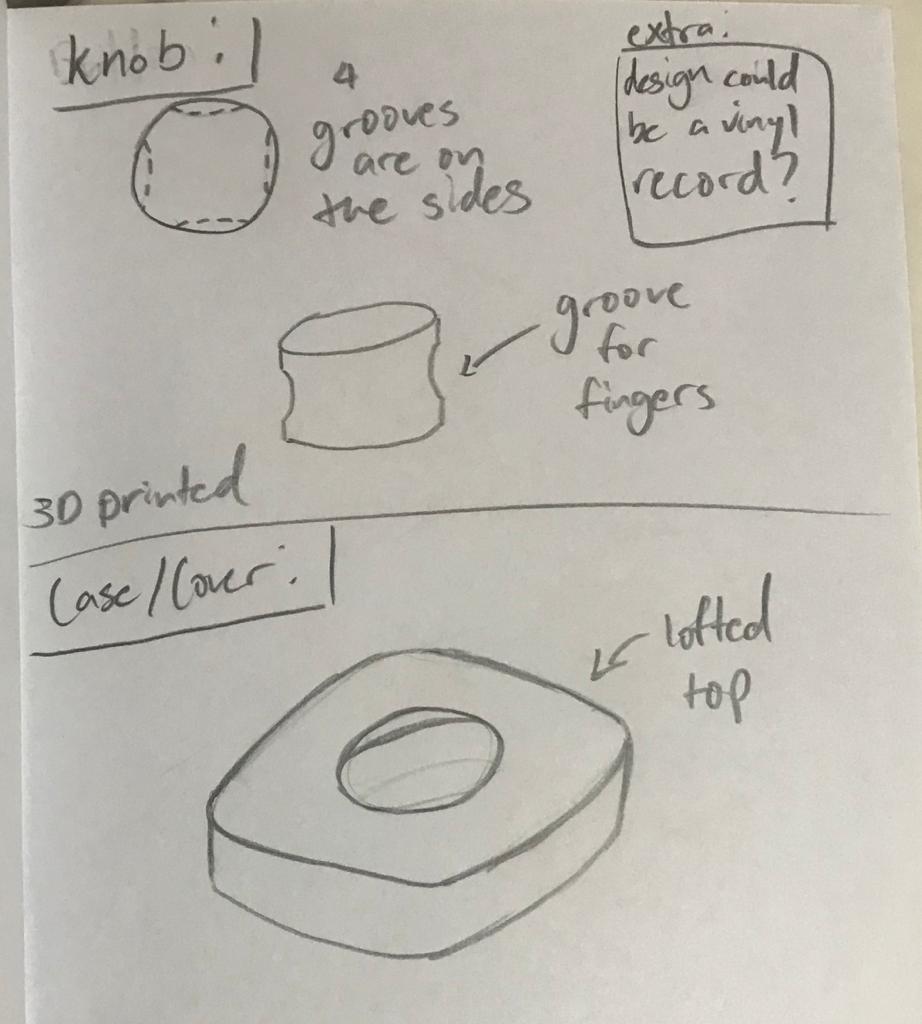 knob:
4
grooves
are on
the sides
extra:
design could
be a vinyl
record?
groove
for
fingers
3D printed
Case/Cover:
lofted
top